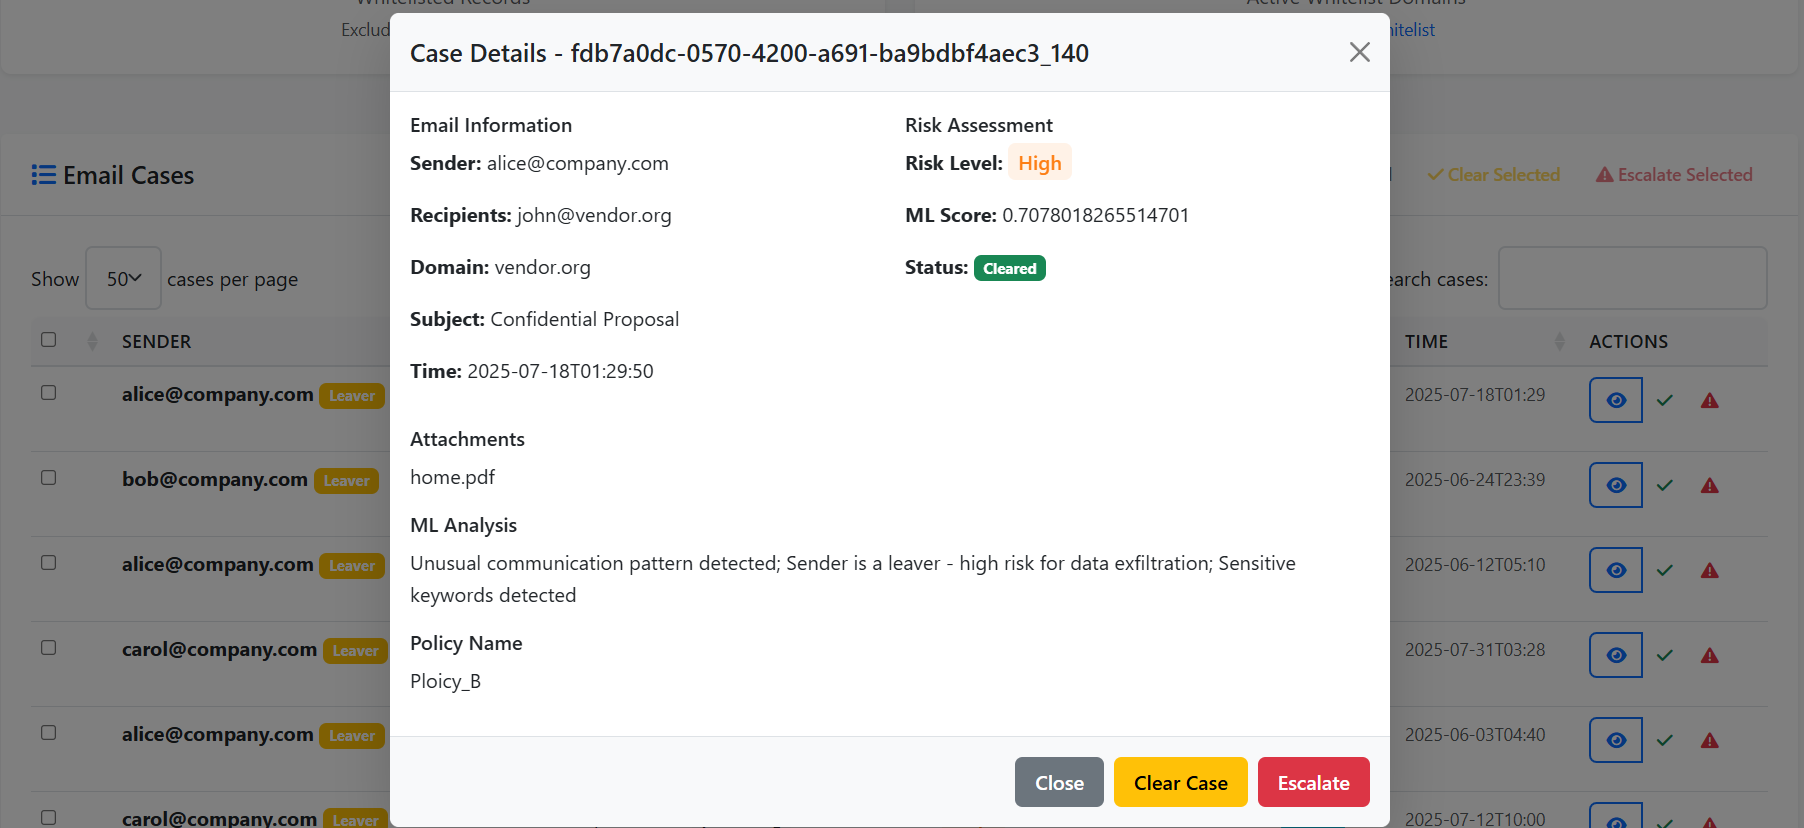 Whitelisted Records
Active Whitelist Domains
Case Details - fdb7a0dc-0570-4200-a691-ba9bdbf4aec3_140
Email Information
Sender: alice@company.com
Recipients: john@vendor.org
Domain: vendor.org
Subject: Confidential Proposal
Time: 2025-07-18T01:29:50
Risk Assessment
Risk Level: High
ML Score: 0.7078018265514701
Status: Cleared
Attachments
home.pdf
ML Analysis
Unusual communication pattern detected; Sender is a leaver - high risk for data exfiltration; Sensitive
keywords detected
Policy Name
Ploicy_B
Close Clear Case Escalate
Email Cases
Clear Selected Escalate Selected
Show 50 cases per page
cases:
SENDER TIME ACTIONS
alice@company.com Leaver 2025-07-18T01:29
bob@company.com Leaver 2025-06-24T23:39
alice@company.com Leaver 2025-06-12T05:10
carol@company.com Leaver 2025-07-31T03:28
alice@company.com Leaver 2025-06-03T04:40
carol@company.com Leaver 2025-07-12T10:00